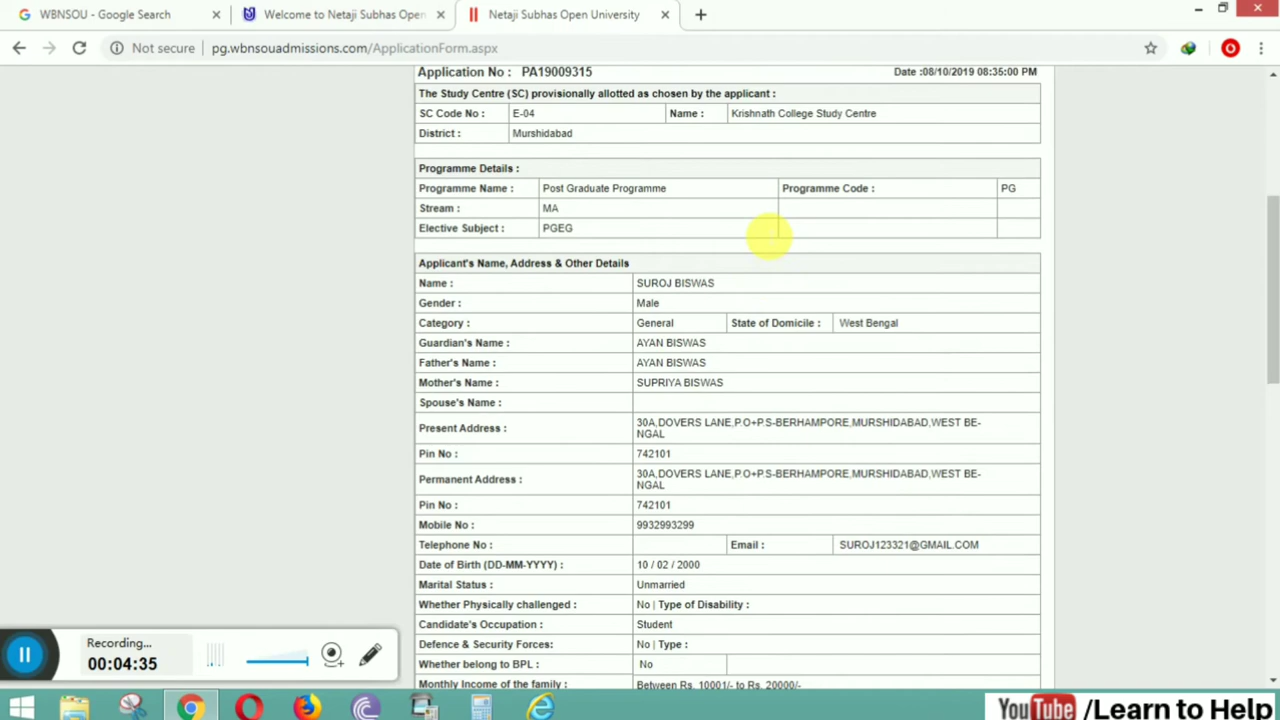 WBNSOU - Google Search
Welcome to Netaji Subhas Open
Netaji Subhas Open University
Not secure | pg.wbnsouadmissions.com/ApplicationForm.aspx
Application No : PA19009315 Date :08/10/2019 08:35:00 PM
The Study Centre (SC) provisionally allotted as chosen by the applicant :
SC Code No : E-04 Name : Krishnath College Study Centre
District : Murshidabad
Programme Details :
Programme Name : Post Graduate Programme Programme Code : PG
Stream : MA
Elective Subject : PGEG
Applicant's Name, Address & Other Details
Name : SUROJ BISWAS
Gender : Male
Category : General State of Domicile : West Bengal
Guardian's Name : AYAN BISWAS
Father's Name : AYAN BISWAS
Mother's Name : SUPRIYA BISWAS
Spouse's Name :
Present Address : 30A,DOVERS LANE,P.O+P.S-BERHAMPORE,MURSHIDABAD,WEST BE-
NGAL
Pin No : 742101
Permanent Address : 30A,DOVERS LANE,P.O+P.S-BERHAMPORE,MURSHIDABAD,WEST BE-
NGAL
Pin No : 742101
Mobile No : 9932993299
Telephone No : Email : SUROJ123321@GMAIL.COM
Date of Birth (DD-MM-YYYY) : 10 / 02 / 2000
Marital Status : Unmarried
Whether Physically challenged : No | Type of Disability :
Candidate's Occupation : Student
Defence & Security Forces: No | Type :
Whether belong to BPL : No
Monthly Income of the family : Between Rs. 10001/- to Rs. 20000/-
Recording...
00:04:35
YouTube /Learn to Help